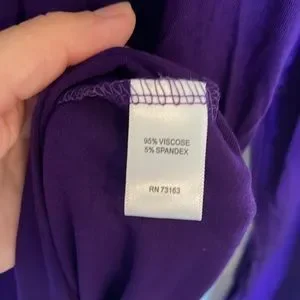 95% VISCOSE
5% SPANDEX
RN 73163